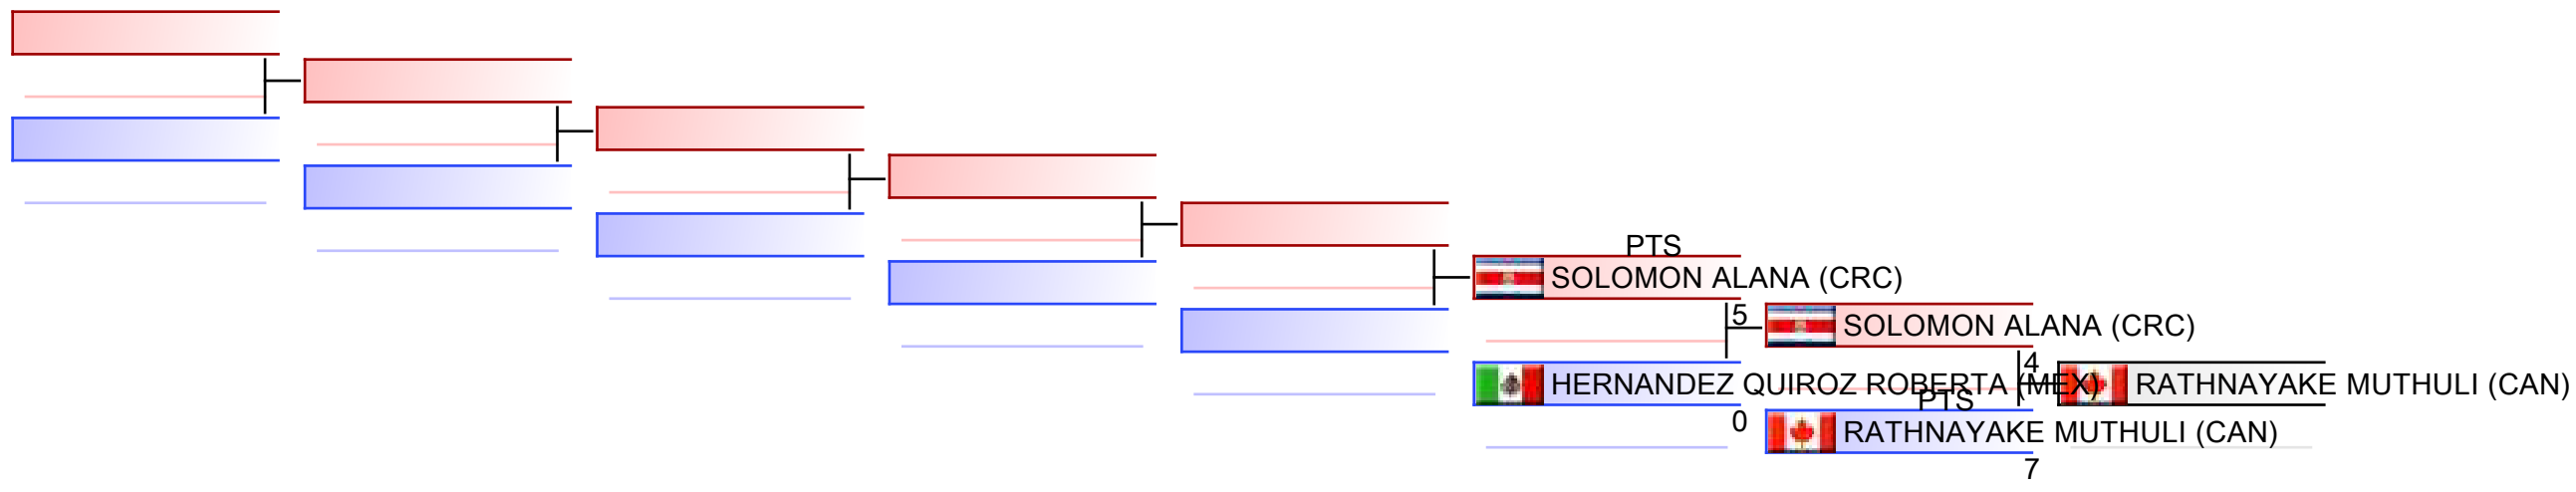 PTS
SOLOMON ALANA (CRC)
5
SOLOMON ALANA (CRC)
4
HERNANDEZ QUIROZ ROBERTA (MEX)
RATHNAYAKE MUTHULI (CAN)
PTS
0
RATHNAYAKE MUTHULI (CAN)
7